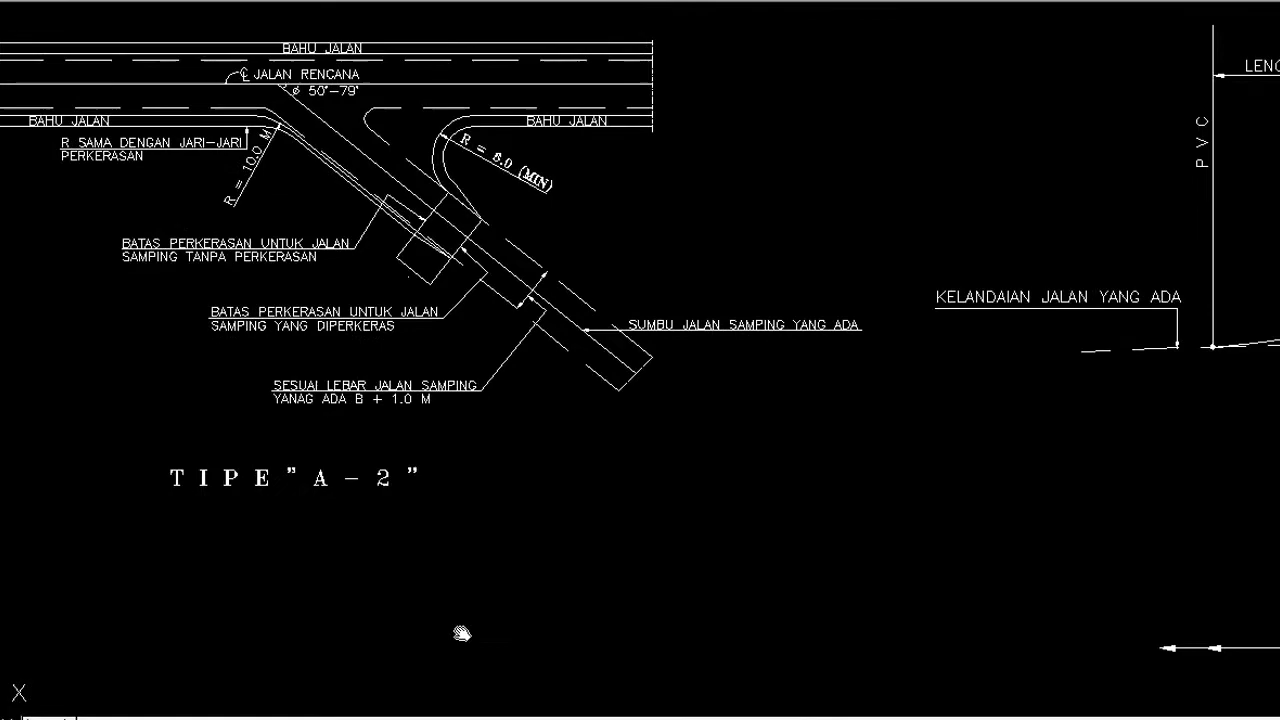 BAHU JALAN
℄ JALAN RENCANA
ø 50°-79°
BAHU JALAN
BAHU JALAN
R SAMA DENGAN JARI-JARI
PERKERASAN
R = 10.0 M
R = 8.0 (MIN)
BATAS PERKERASAN UNTUK JALAN
SAMPING TANPA PERKERASAN
BATAS PERKERASAN UNTUK JALAN
SAMPING YANG DIPERKERAS
SUMBU JALAN SAMPING YANG ADA
SESUAI LEBAR JALAN SAMPING
YANAG ADA B + 1.0 M
TIPE "A-2"
LENG
PVC
KELANDAIAN JALAN YANG ADA
X